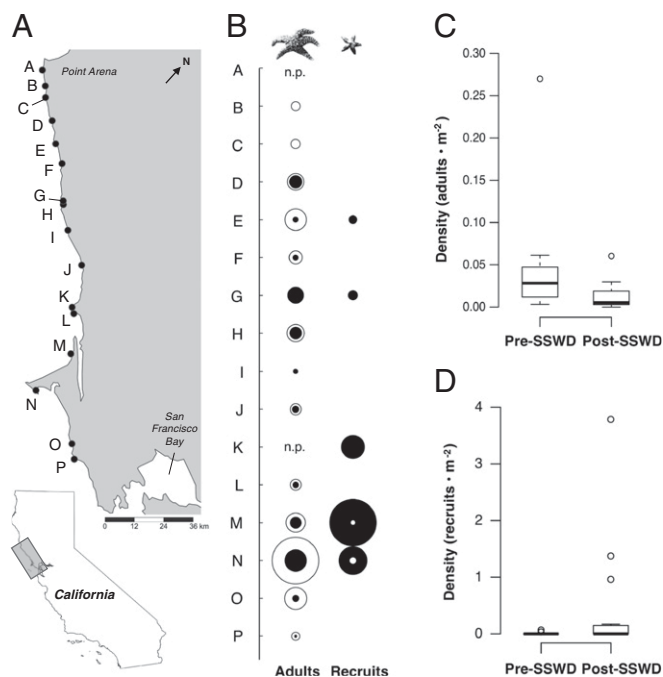 A
Point Arena
N
A
B
C
D
E
F
G
H
I
J
K
L
M
N
O
P
San
Francisco
Bay
0 12 24 36 km
California
B
A
n.p.
B
C
D
E
F
G
H
I
J
K
n.p.
L
M
N
O
P
Adults Recruits
C
Density (adults • m-2)
0.30
0.25
0.20
0.15
0.10
0.05
0.00
Pre-SSWD Post-SSWD
D
Density (recruits • m-2)
4
3
2
1
0
Pre-SSWD Post-SSWD